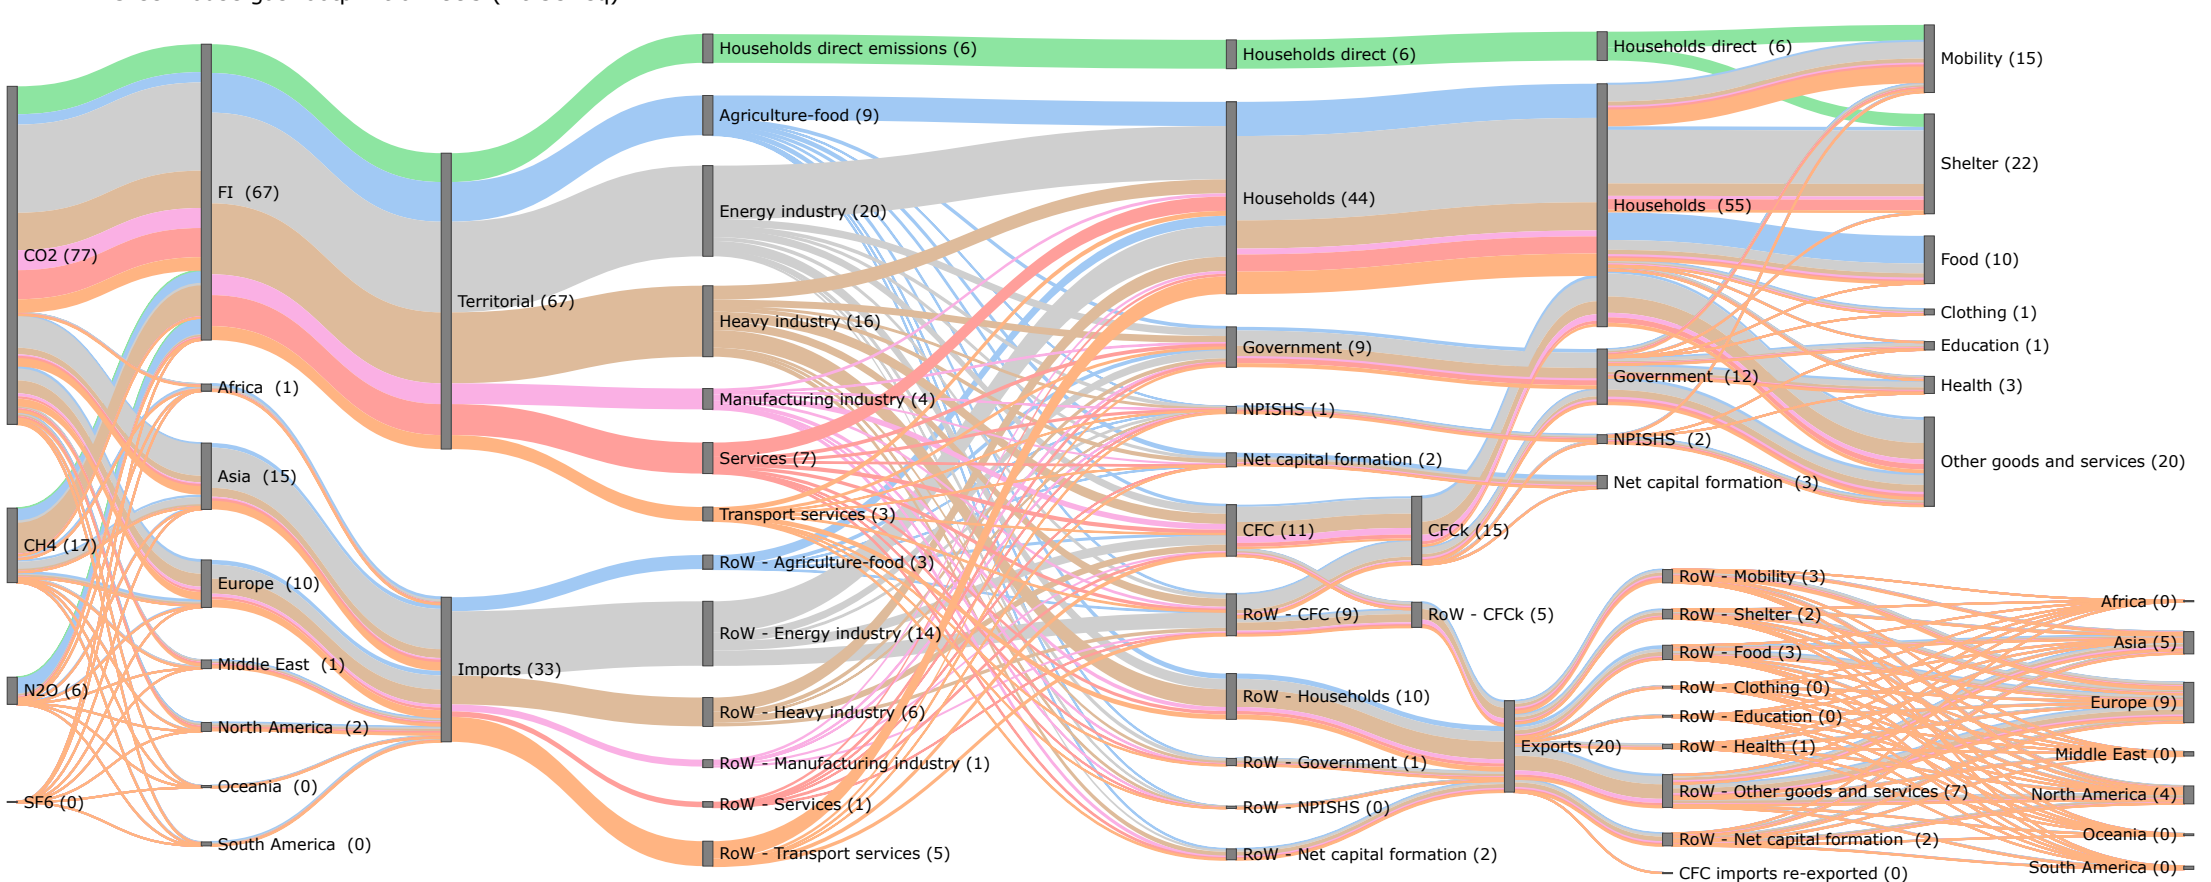 CO2 (77)
CH4 (17)
N2O (6)
SF6 (0)
FI (67)
Africa (1)
Asia (15)
Europe (10)
Middle East (1)
North America (2)
Oceania (0)
South America (0)
Territorial (67)
Imports (33)
Households direct emissions (6)
Agriculture-food (9)
Energy industry (20)
Heavy industry (16)
Manufacturing industry (4)
Services (7)
Transport services (3)
RoW - Agriculture-food (3)
RoW - Energy industry (14)
RoW - Heavy industry (6)
RoW - Manufacturing industry (1)
RoW - Services (1)
RoW - Transport services (5)
Households direct (6)
Households (44)
Government (9)
NPISHS (1)
Net capital formation (2)
CFC (11)
RoW - CFC (9)
RoW - Households (10)
RoW - Government (1)
RoW - NPISHS (0)
RoW - Net capital formation (2)
CFCk (15)
RoW - CFCk (5)
Exports (20)
Households direct (6)
Households (55)
Government (12)
NPISHS (2)
Net capital formation (3)
RoW - Mobility (3)
RoW - Shelter (2)
RoW - Food (3)
RoW - Clothing (0)
RoW - Education (0)
RoW - Health (1)
RoW - Other goods and services (7)
RoW - Net capital formation (2)
CFC imports re-exported (0)
Mobility (15)
Shelter (22)
Food (10)
Clothing (1)
Education (1)
Health (3)
Other goods and services (20)
Africa (0)
Asia (5)
Europe (9)
Middle East (0)
North America (4)
Oceania (0)
South America (0)